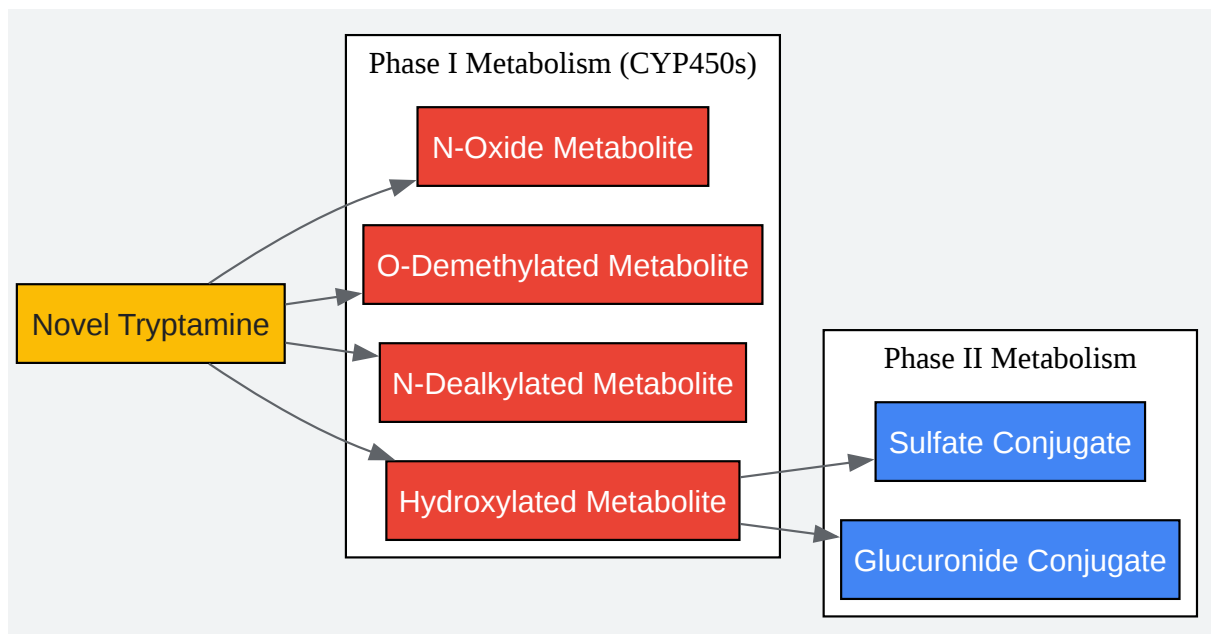 Phase I Metabolism (CYP450s)
N-Oxide Metabolite
O-Demethylated Metabolite
Novel Tryptamine
N-Dealkylated Metabolite
Hydroxylated Metabolite
Phase II Metabolism
Sulfate Conjugate
Glucuronide Conjugate